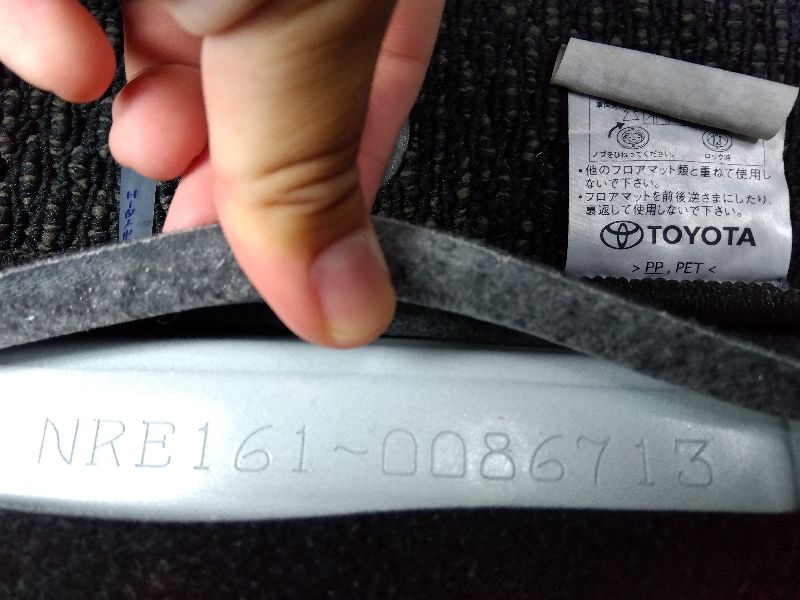 ノブをひねってください。 ロック時
・他のフロアマット類と重ねて使用し
ないで下さい。
・フロアマットを前後逆さまにしたり、
裏返して使用しないで下さい。
TOYOTA
>PP, PET<
NRE161-0086713